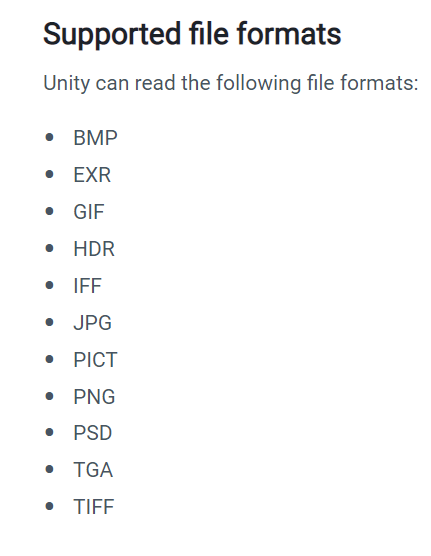 Supported file formats
Unity can read the following file formats:
• BMP
• EXR
• GIF
• HDR
• IFF
• JPG
• PICT
• PNG
• PSD
• TGA
• TIFF